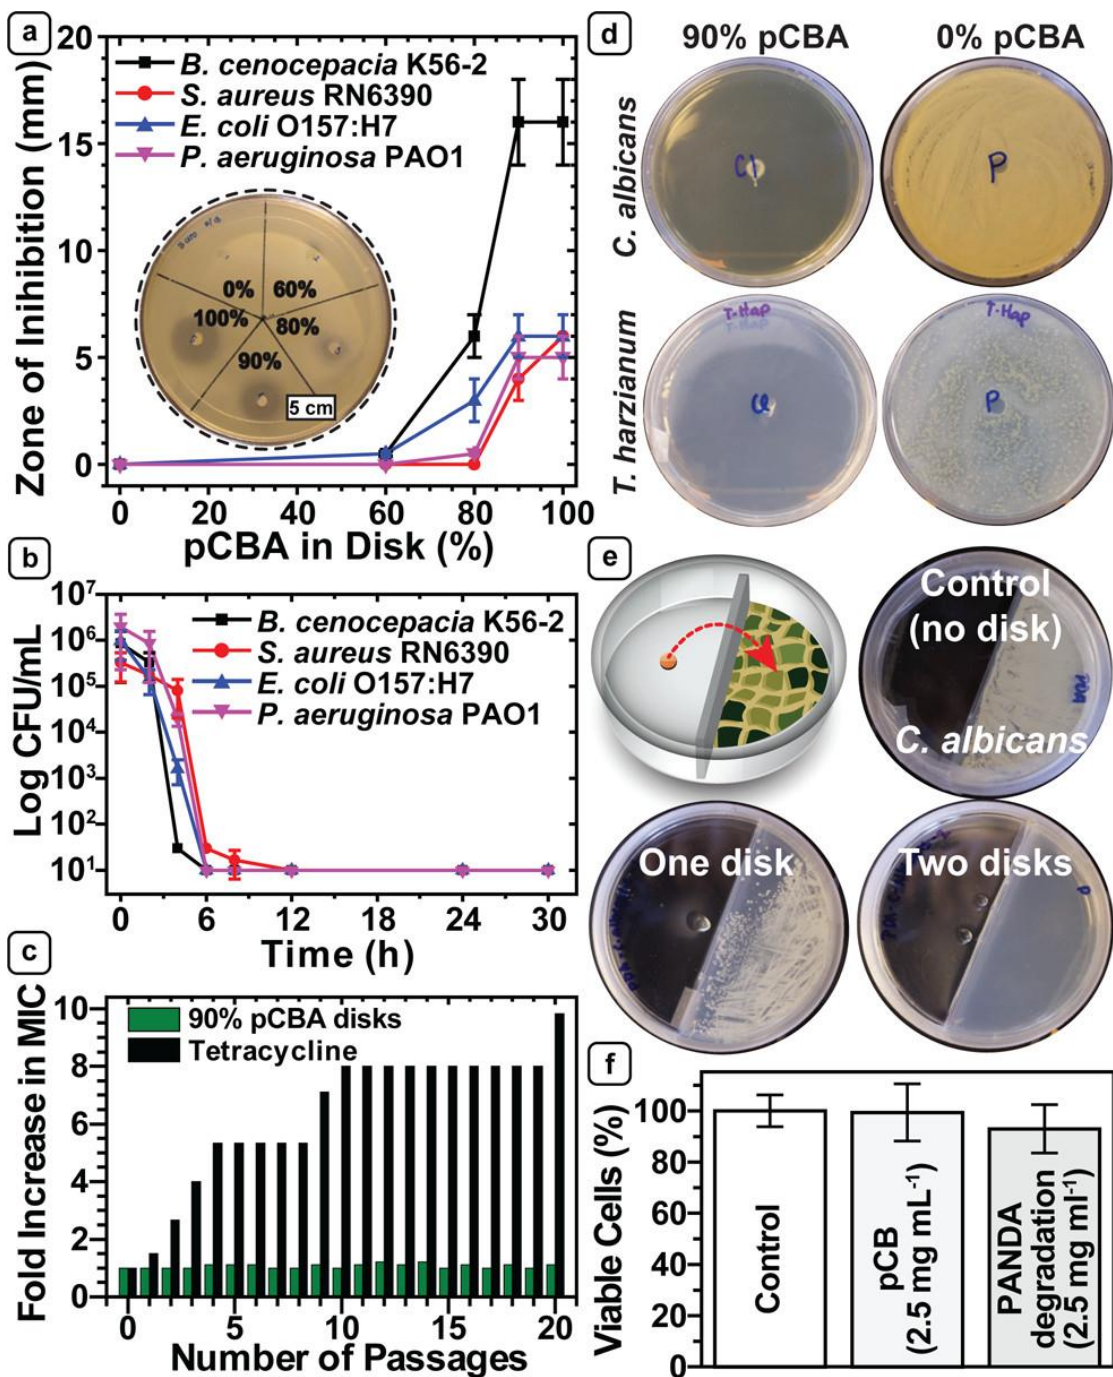 a
20
15
10
5
0
Zone of Inihibition (mm)
B. cenocepacia K56-2
S. aureus RN6390
E. coli O157:H7
P. aeruginosa PAO1
0%
60%
100%
80%
90%
5 cm
0 20 40 60 80 100
pCBA in Disk (%)
b
10⁷
10⁶
10⁵
10⁴
10³
10²
10¹
Log CFU/mL
B. cenocepacia K56-2
S. aureus RN6390
E. coli O157:H7
P. aeruginosa PAO1
0 6 12 18 24 30
Time (h)
c
10
8
6
4
2
0
Fold Increase in MIC
90% pCBA disks
Tetracycline
0 5 10 15 20
Number of Passages
d
90% pCBA
0% pCBA
C. albicans
P
T. harzianum
T-Hap
T-Hap
P
e
Control
(no disk)
PDA
C. albicans
One disk
Two disks
f
100
80
60
40
20
0
Viable Cells (%)
Control
pCB
(2.5 mg mL⁻¹)
PANDA
degradation
(2.5 mg ml⁻¹)